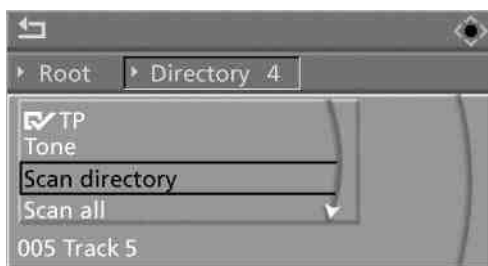 Root Directory 4
TP
Tone
Scan directory
Scan all
005 Track 5